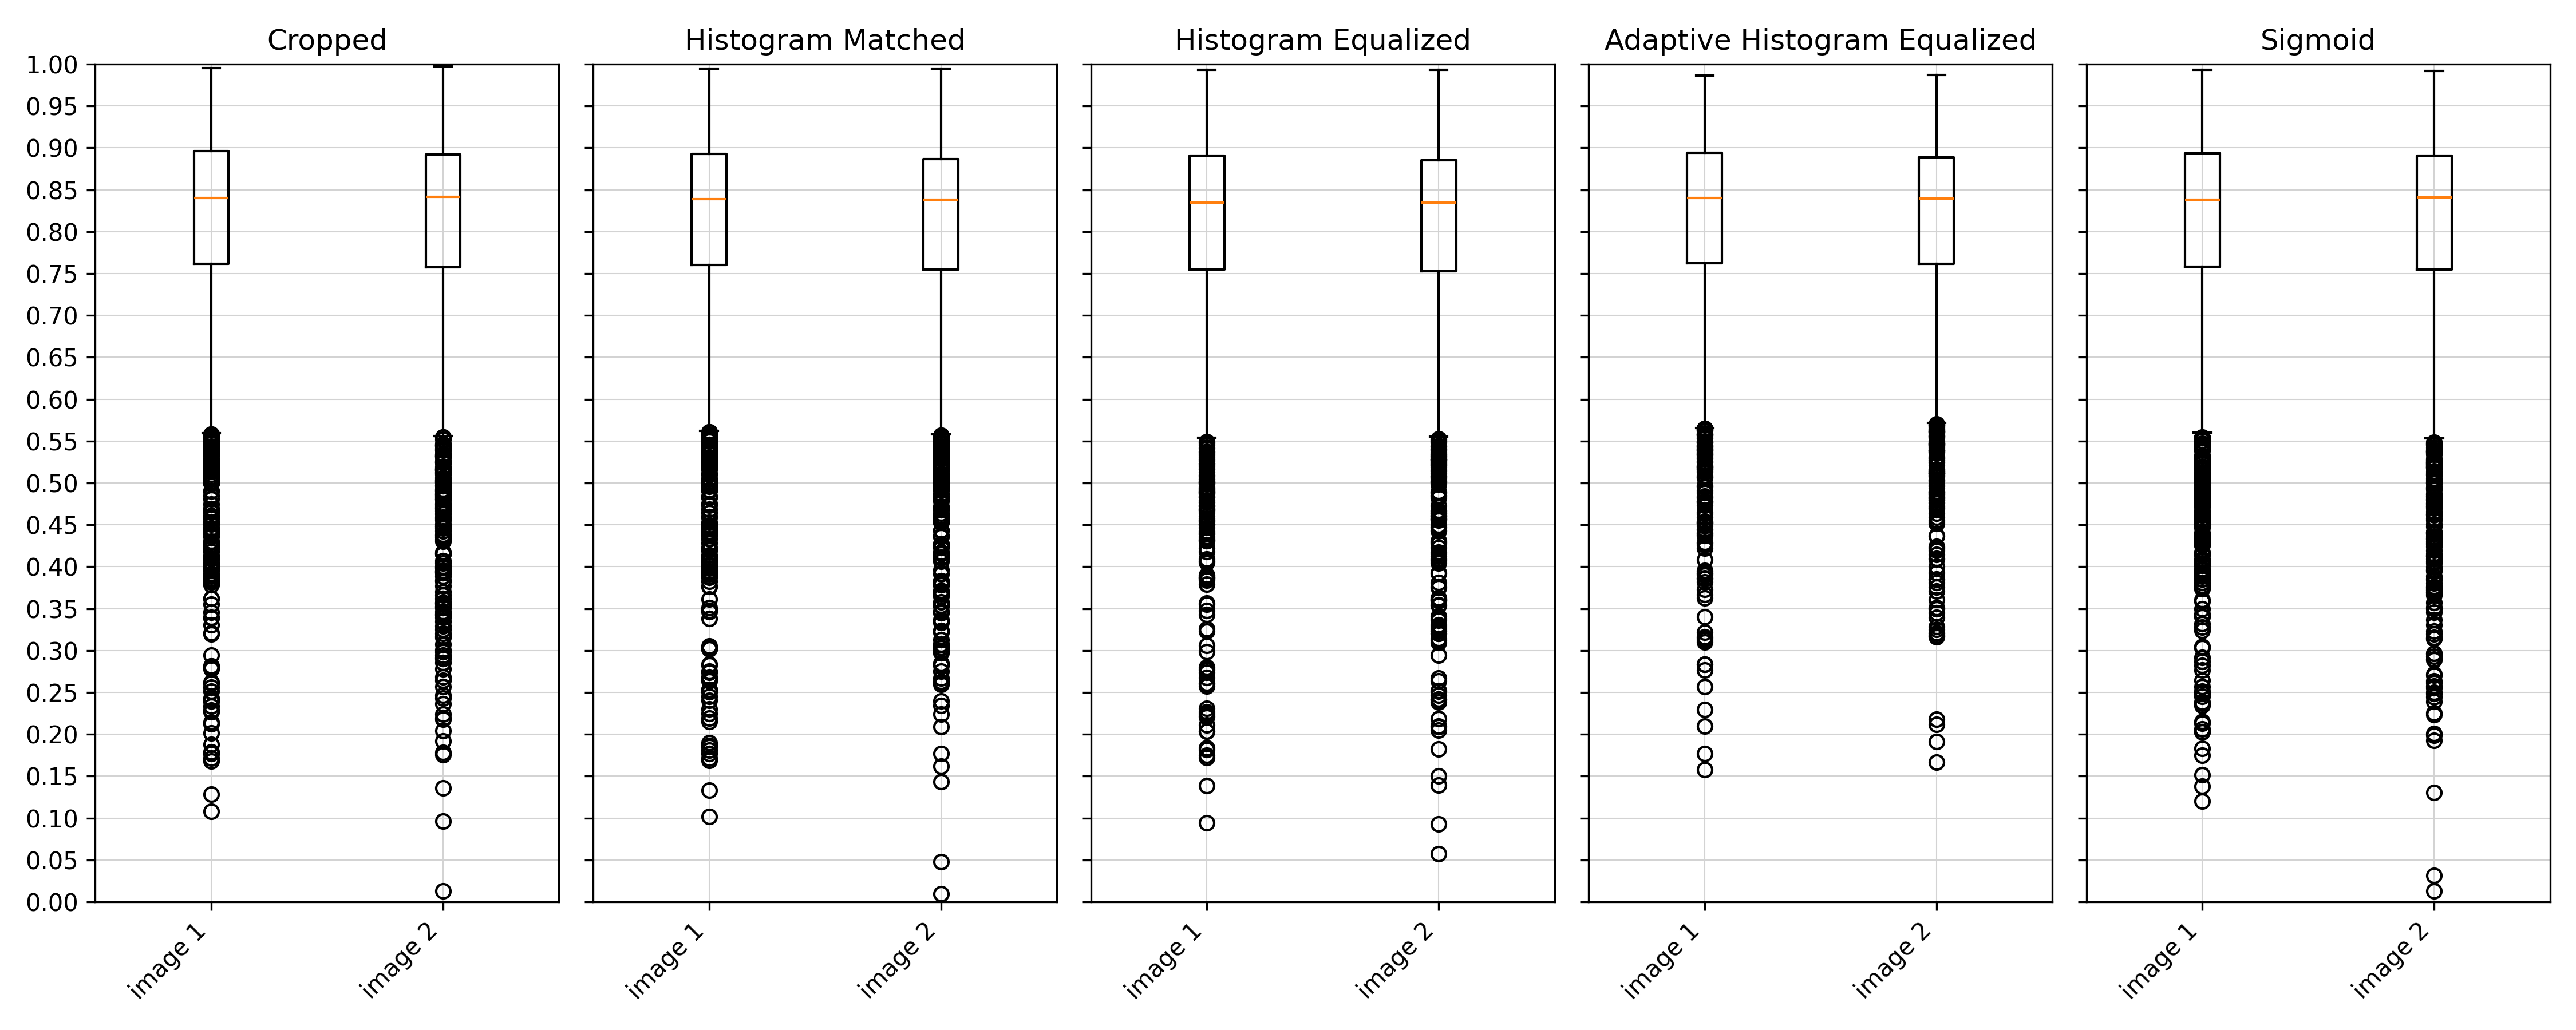 Cropped
Histogram Matched
Histogram Equalized
Adaptive Histogram Equalized
Sigmoid
1.00
0.95
0.90
0.85
0.80
0.75
0.70
0.65
0.60
0.55
0.50
0.45
0.40
0.35
0.30
0.25
0.20
0.15
0.10
0.05
0.00
image 1
image 2
image 1
image 2
image 1
image 2
image 1
image 2
image 1
image 2